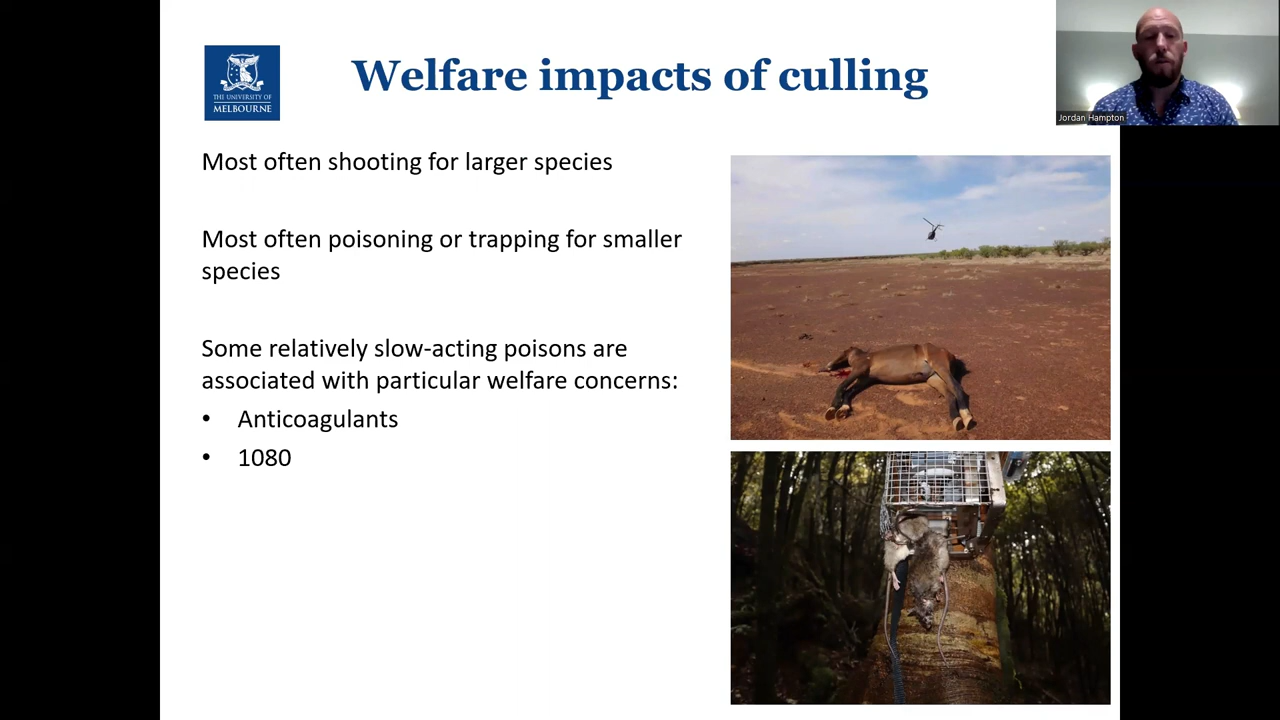 Welfare impacts of culling
THE UNIVERSITY OF
MELBOURNE
Jordan Hampton
Most often shooting for larger species
Most often poisoning or trapping for smaller
species
Some relatively slow-acting poisons are
associated with particular welfare concerns:
• Anticoagulants
• 1080